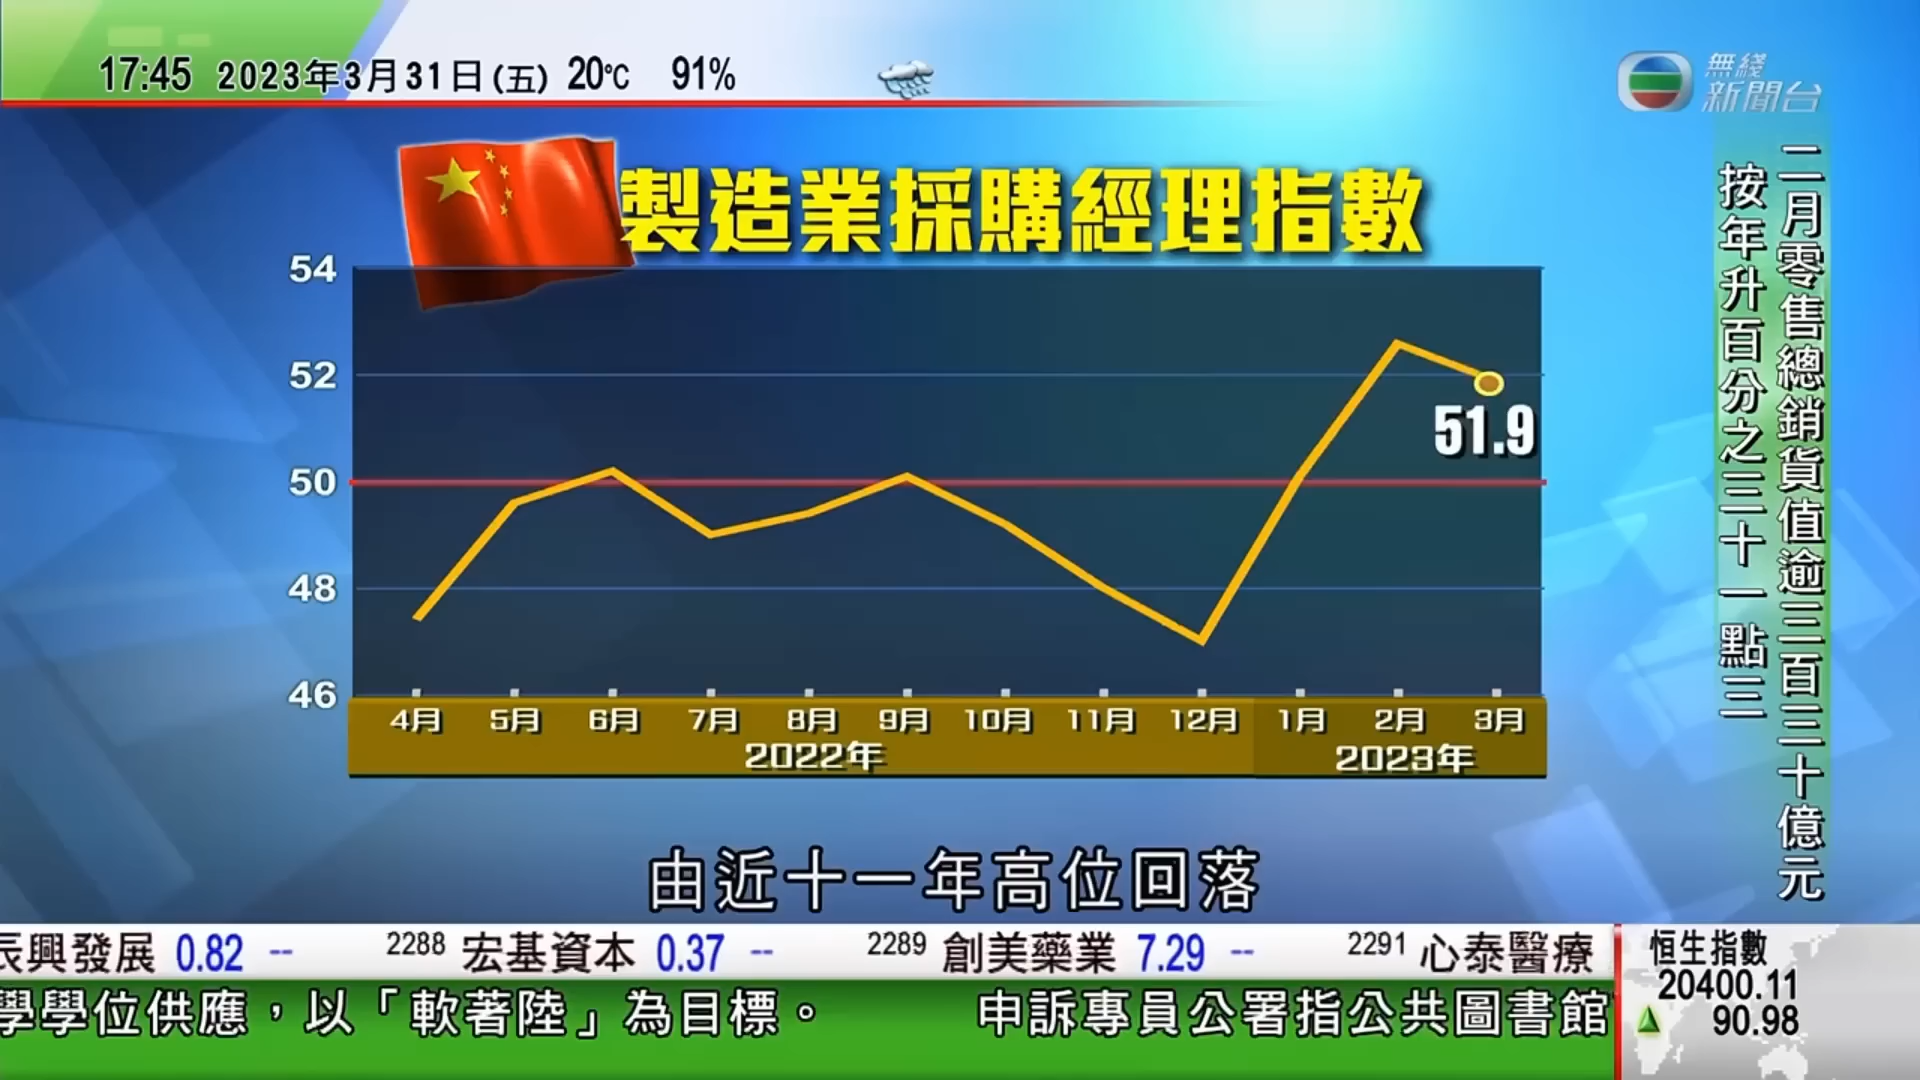 17:45 2023年3月31日(五) 20℃ 91%
無綫
新聞台
製造業採購經理指數
54
52
50
48
46
51.9
4月 5月 6月 7月 8月 9月 10月 11月 12月 1月 2月 3月
2022年 2023年
二月零售總銷貨值逾三百三十億元
按年升百分之三十一點三
由近十一年高位回落
辰興發展 0.82 -- 2288 宏基資本 0.37 -- 2289 創美藥業 7.29 -- 2291 心泰醫療
學學位供應，以「軟著陸」為目標。 申訴專員公署指公共圖書館
恒生指數
20400.11
90.98